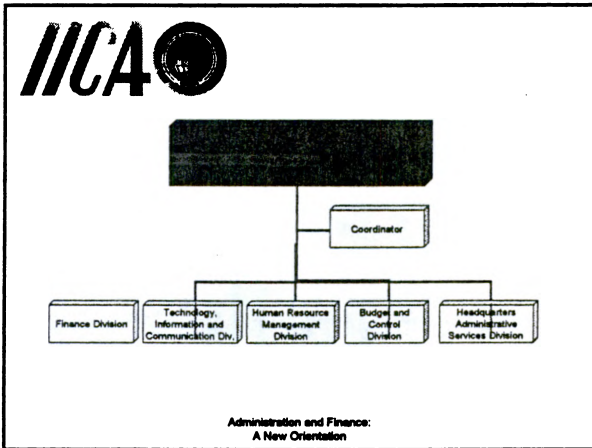 IICA
Coordinator
Finance Division
Technology,
Information and
Communication Div.
Human Resource
Management
Division
Budget and
Control
Division
Headquarters
Administrative
Services Division
Administration and Finance:
A New Orientation